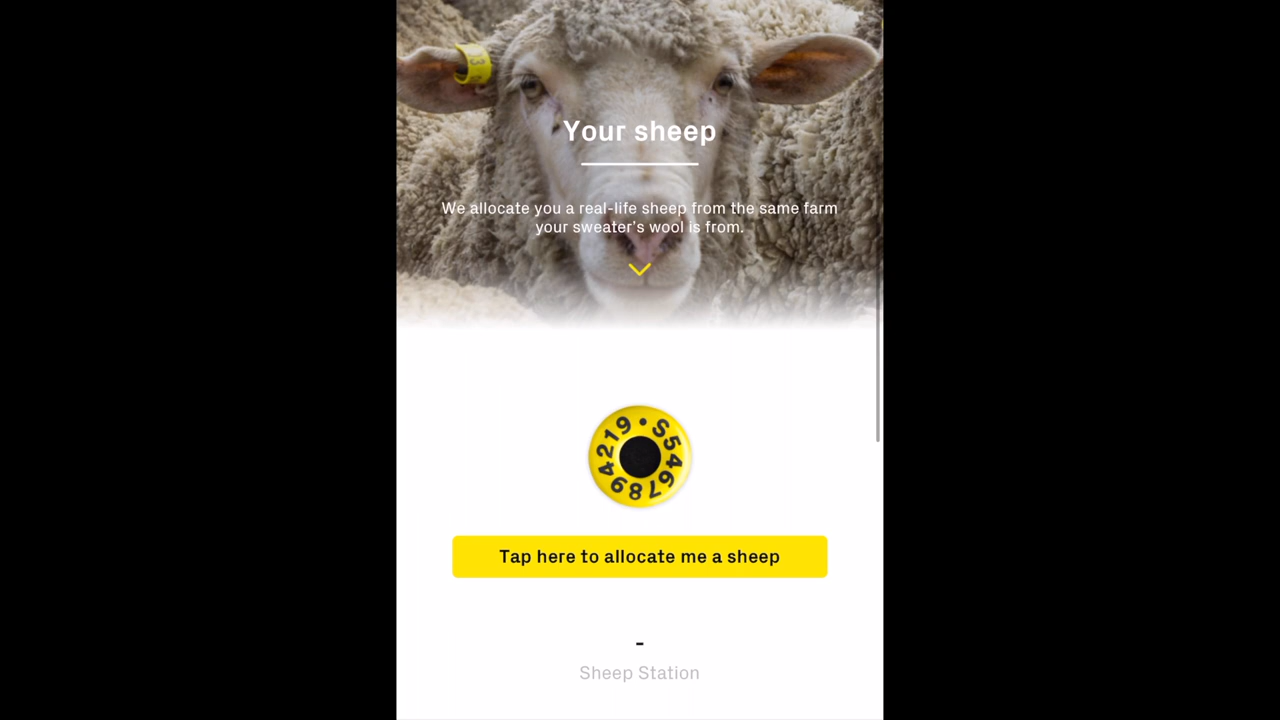 Your sheep
We allocate you a real-life sheep from the same farm
your sweater's wool is from.
S5467894219
Tap here to allocate me a sheep
-
Sheep Station